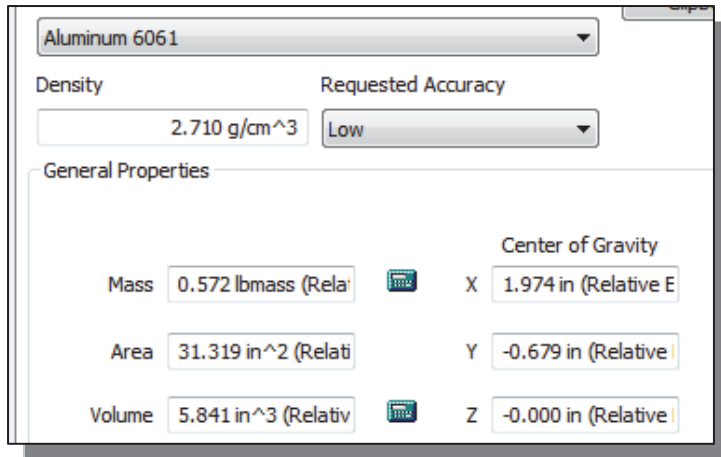 Aluminum 6061
Density Requested Accuracy
2.710 g/cm^3 Low
General Properties
Center of Gravity
Mass 0.572 lbmass (Rela X 1.974 in (Relative E
Area 31.319 in^2 (Relati Y -0.679 in (Relative
Volume 5.841 in^3 (Relativ Z -0.000 in (Relative